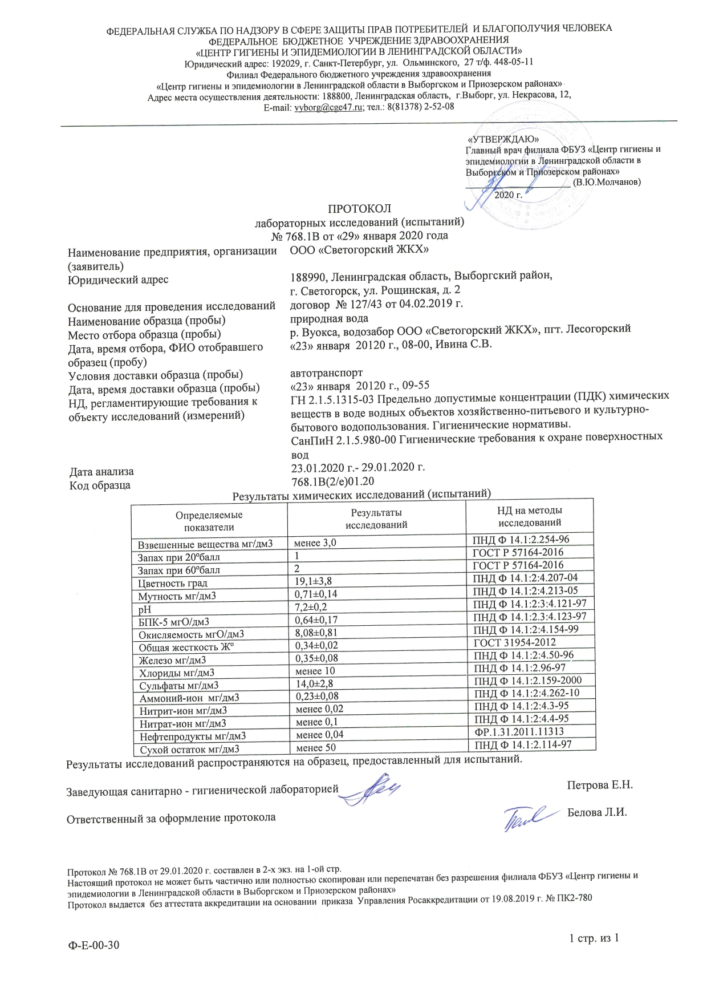 ФЕДЕРАЛЬНАЯ СЛУЖБА ПО НАДЗОРУ В СФЕРЕ ЗАЩИТЫ ПРАВ ПОТРЕБИТЕЛЕЙ И БЛАГОПОЛУЧИЯ ЧЕЛОВЕКА
ФЕДЕРАЛЬНОЕ БЮДЖЕТНОЕ УЧРЕЖДЕНИЕ ЗДРАВООХРАНЕНИЯ
«ЦЕНТР ГИГИЕНЫ И ЭПИДЕМИОЛОГИИ В ЛЕНИНГРАДСКОЙ ОБЛАСТИ»
Юридический адрес: 192029, г. Санкт-Петербург, ул. Ольминского, 27 т/ф. 448-05-11
Филиал Федерального бюджетного учреждения здравоохранения
«Центр гигиены и эпидемиологии в Ленинградской области в Выборгском и Приозерском районах»
Адрес места осуществления деятельности: 188800, Ленинградская область, г.Выборг, ул. Некрасова, 12,
E-mail: vyborg@cge47.ru; тел.: 8(81378) 2-52-08
«УТВЕРЖДАЮ»
Главный врач филиала ФБУЗ «Центр гигиены и
эпидемиологии в Ленинградской области в
Выборгском и Приозерском районах»
(В.Ю.Молчанов)
2020 г.
ПРОТОКОЛ
лабораторных исследований (испытаний)
№ 768.1В от «29» января 2020 года
Наименование предприятия, организации ООО «Светогорский ЖКХ»
(заявитель)
Юридический адрес 188990, Ленинградская область, Выборгский район,
г. Светогорск, ул. Рощинская, д. 2
Основание для проведения исследований договор № 127/43 от 04.02.2019 г.
Наименование образца (пробы) природная вода
Место отбора образца (пробы) р. Вуокса, водозабор ООО «Светогорский ЖКХ», пгт. Лесогорский
Дата, время отбора, ФИО отобравшего «23» января 20120 г., 08-00, Ивина С.В.
образец (пробу)
Условия доставки образца (пробы) автотранспорт
Дата, время доставки образца (пробы) «23» января 20120 г., 09-55
НД, регламентирующие требования к ГН 2.1.5.1315-03 Предельно допустимые концентрации (ПДК) химических
объекту исследований (измерений) веществ в воде водных объектов хозяйственно-питьевого и культурно-
бытового водопользования. Гигиенические нормативы.
СанПиН 2.1.5.980-00 Гигиенические требования к охране поверхностных
вод
Дата анализа 23.01.2020 г.- 29.01.2020 г.
Код образца 768.1В(2/е)01.20
Результаты химических исследований (испытаний)
Определяемые Результаты НД на методы
показатели исследований исследований
Взвешенные вещества мг/дм3 менее 3,0 ПНД Ф 14.1:2.254-96
Запах при 20ºбалл 1 ГОСТ Р 57164-2016
Запах при 60ºбалл 2 ГОСТ Р 57164-2016
Цветность град 19,1±3,8 ПНД Ф 14.1:2:4.207-04
Мутность мг/дм3 0,71±0,14 ПНД Ф 14.1:2:4.213-05
pH 7,2±0,2 ПНД Ф 14.1:2:3:4.121-97
БПК-5 мгО/дм3 0,64±0,17 ПНД Ф 14.1:2.3:4.123-97
Окисляемость мгО/дм3 8,08±0,81 ПНД Ф 14.1:2:4.154-99
Общая жесткость Жº 0,34±0,02 ГОСТ 31954-2012
Железо мг/дм3 0,35±0,08 ПНД Ф 14.1:2:4.50-96
Хлориды мг/дм3 менее 10 ПНД Ф 14.1:2.96-97
Сульфаты мг/дм3 14,0±2,8 ПНД Ф 14.1:2.159-2000
Аммоний-ион мг/дм3 0,23±0,08 ПНД Ф 14.1:2:4.262-10
Нитрит-ион мг/дм3 менее 0,02 ПНД Ф 14.1:2:4.3-95
Нитрат-ион мг/дм3 менее 0,1 ПНД Ф 14.1:2:4.4-95
Нефтепродукты мг/дм3 менее 0,04 ФР.1.31.2011.11313
Сухой остаток мг/дм3 менее 50 ПНД Ф 14.1:2.114-97
Результаты исследований распространяются на образец, предоставленный для испытаний.
Заведующая санитарно - гигиенической лабораторией Петрова Е.Н.
Ответственный за оформление протокола Белова Л.И.
Протокол № 768.1В от 29.01.2020 г. составлен в 2-х экз. на 1-ой стр.
Настоящий протокол не может быть частично или полностью скопирован или перепечатан без разрешения филиала ФБУЗ «Центр гигиены и
эпидемиологии в Ленинградской области в Выборгском и Приозерском районах»
Протокол выдается без аттестата аккредитации на основании приказа Управления Росаккредитации от 19.08.2019 г. № ПК2-780
Ф-Е-00-30 1 стр. из 1